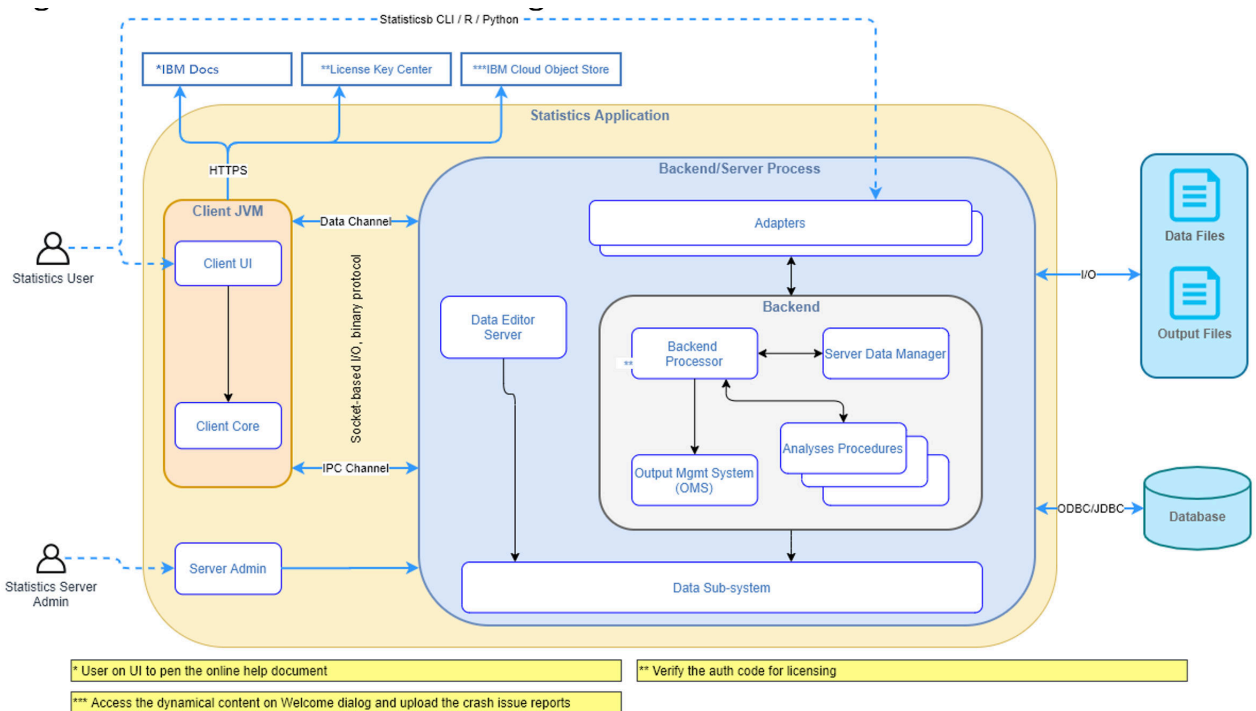 Statisticsb CLI / R / Python
*IBM Docs
**License Key Center
***IBM Cloud Object Store
Statistics Application
HTTPS
Backend/Server Process
Client JVM
Data Channel
Adapters
Client UI
Statistics User
Socket-based I/O, binary protocol
Data Files
I/O
Output Files
Data Editor
Server
Backend
Backend
Processor
**
Server Data Manager
Client Core
Analyses Procedures
IPC Channel
Output Mgmt System
(OMS)
ODBC/JDBC
Database
Statistics Server
Admin
Server Admin
Data Sub-system
* User on UI to pen the online help document
** Verify the auth code for licensing
*** Access the dynamical content on Welcome dialog and upload the crash issue reports